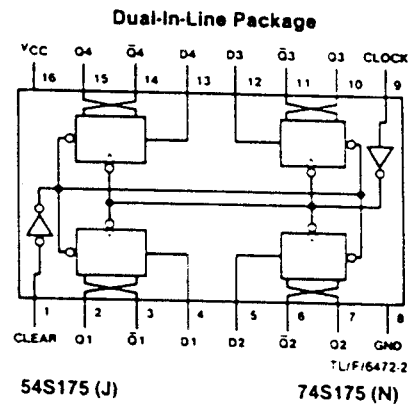 Dual-In-Line Package
VCC Q4 Q̄4 D4 D3 Q̄3 Q3 CLOCK
16 15 14 13 12 11 10 9
1 2 3 4 5 6 7 8
CLEAR Q1 Q̄1 D1 D2 Q̄2 Q2 GND
TL/F/6472-2
54S175 (J) 74S175 (N)